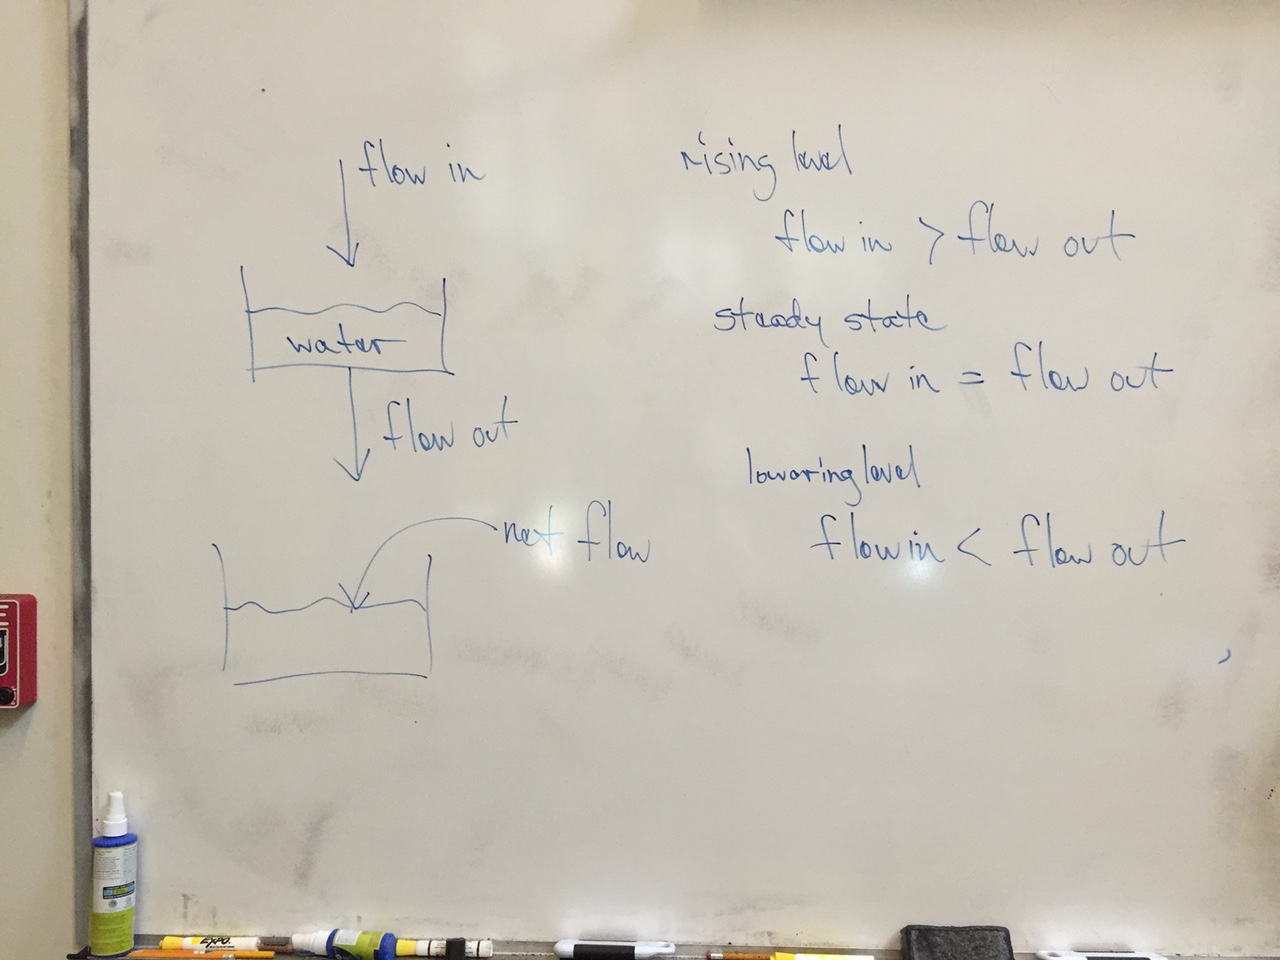 flow in
water
flow out
net flow
rising level
flow in > flow out
steady state
flow in = flow out
lowering level
flow in < flow out
EXPO